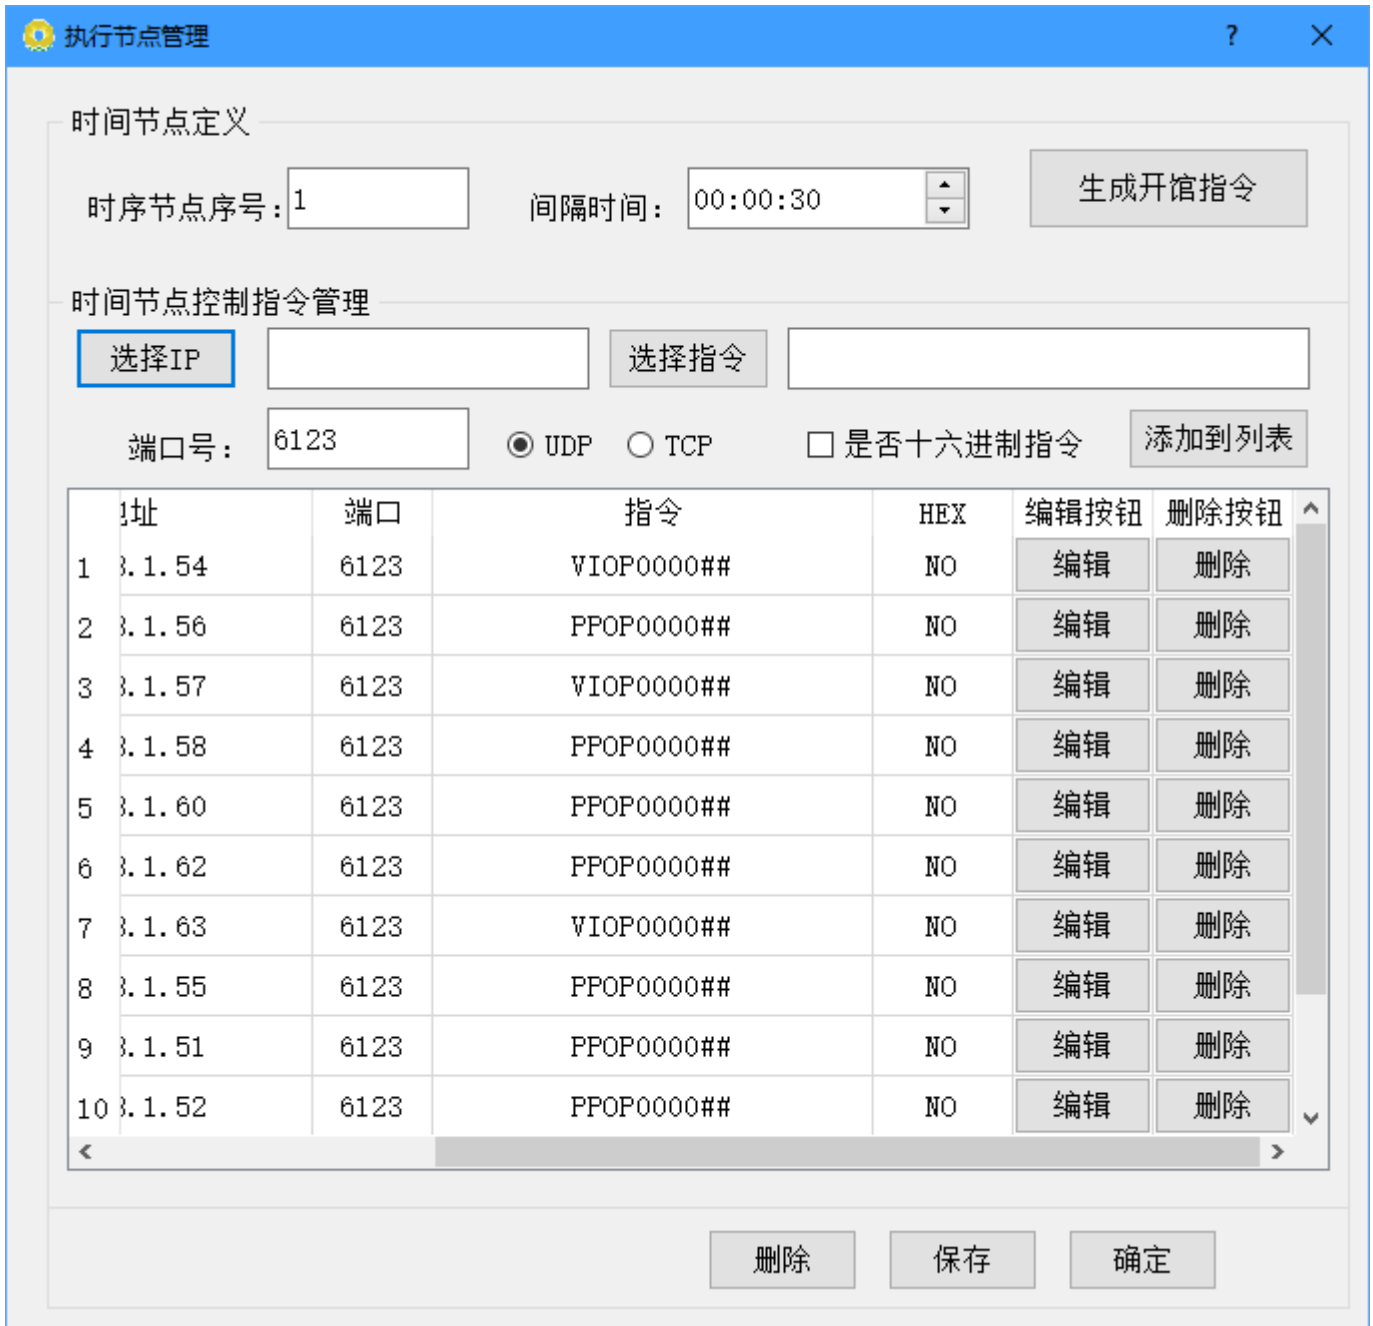 执行节点管理 ?
时间节点定义
时序节点序号: 1 间隔时间: 00:00:30 生成开馆指令
时间节点控制指令管理
选择IP 选择指令
端口号: 6123 UDP TCP 是否十六进制指令 添加到列表
址 端口 指令 HEX 编辑按钮 删除按钮
1 .1.54 6123 VIOP0000## NO 编辑 删除
2 .1.56 6123 PPOP0000## NO 编辑 删除
3 .1.57 6123 VIOP0000## NO 编辑 删除
4 .1.58 6123 PPOP0000## NO 编辑 删除
5 .1.60 6123 PPOP0000## NO 编辑 删除
6 .1.62 6123 PPOP0000## NO 编辑 删除
7 .1.63 6123 VIOP0000## NO 编辑 删除
8 .1.55 6123 PPOP0000## NO 编辑 删除
9 .1.51 6123 PPOP0000## NO 编辑 删除
10 .1.52 6123 PPOP0000## NO 编辑 删除
删除 保存 确定